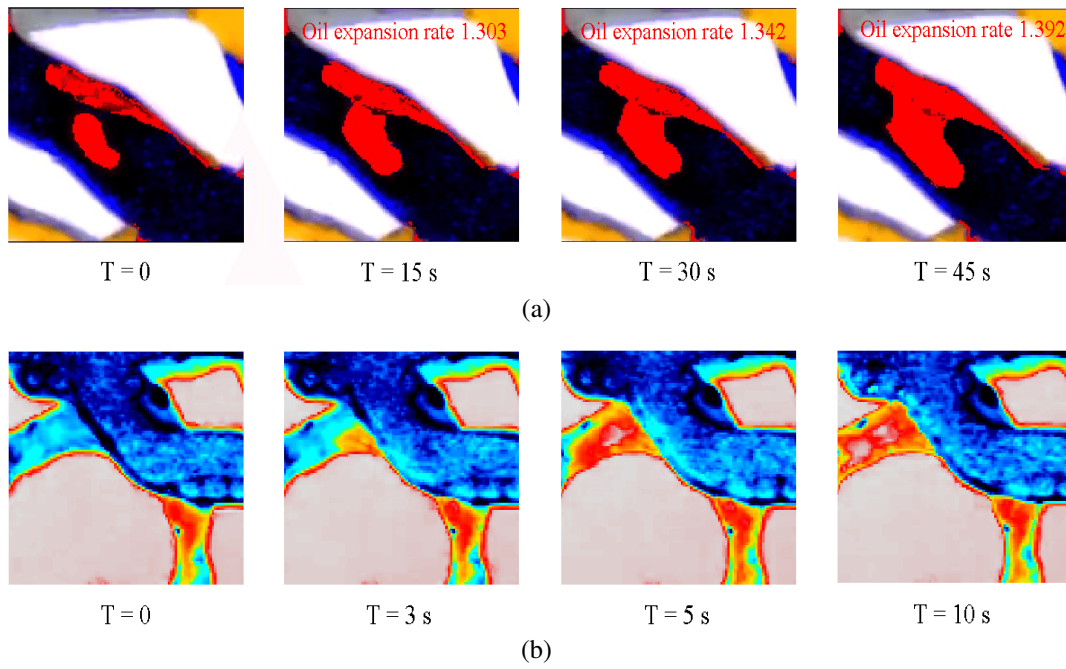 Oil expansion rate 1.303
Oil expansion rate 1.342
Oil expansion rate 1.392
T = 0
T = 15 s
T = 30 s
T = 45 s
(a)
T = 0
T = 3 s
T = 5 s
T = 10 s
(b)